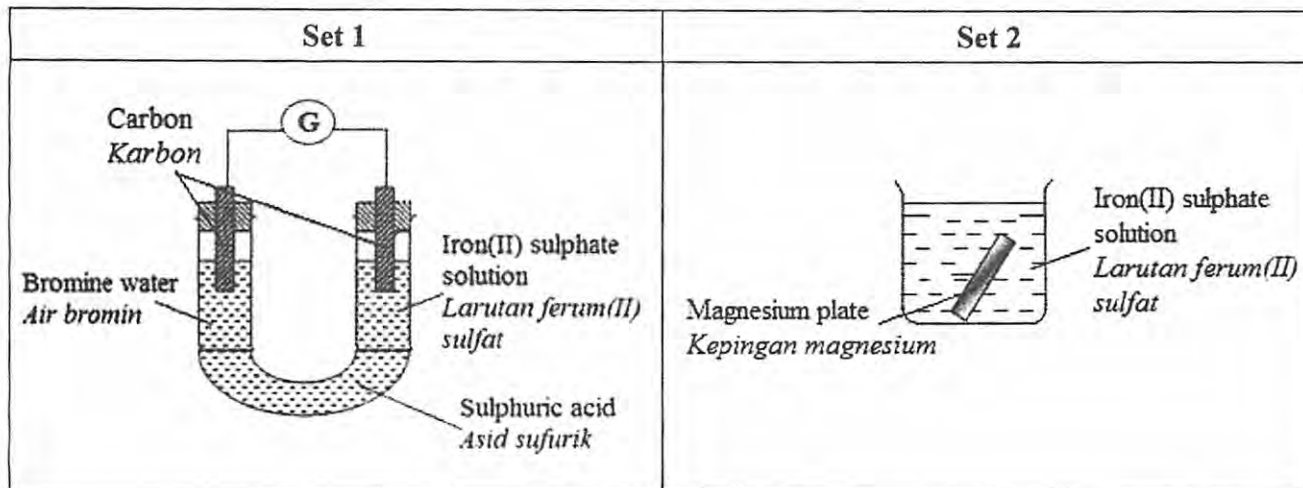 Set 1
Set 2
G
Carbon
Karbon
Bromine water
Air bromin
Iron(II) sulphate
solution
Larutan ferum(II)
sulfat
Sulphuric acid
Asid sufurik
Magnesium plate
Kepingan magnesium
Iron(II) sulphate
solution
Larutan ferum(II)
sulfat